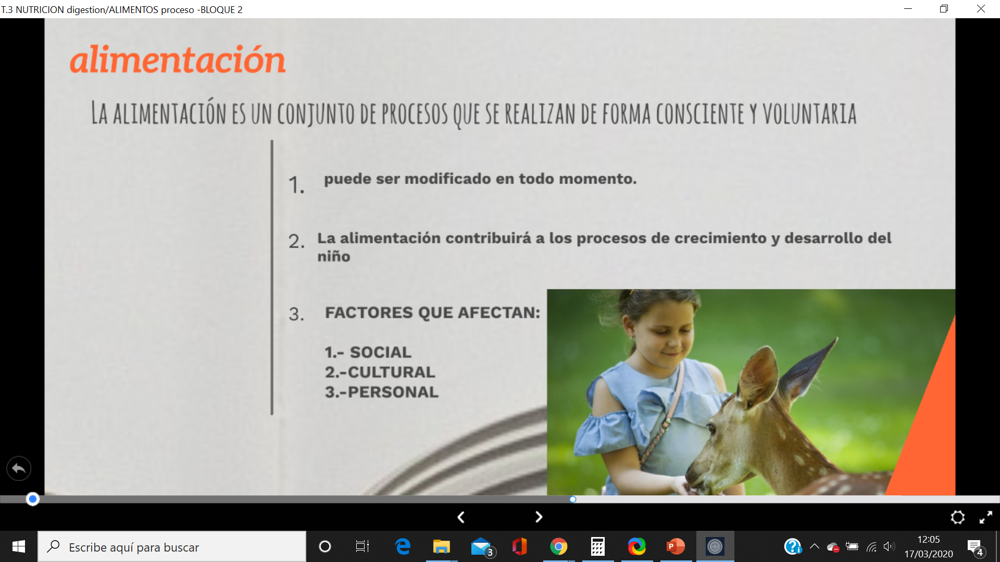 T.3 NUTRICION digestion/ALIMENTOS proceso -BLOQUE 2
alimentación
LA ALIMENTACIÓN ES UN CONJUNTO DE PROCESOS QUE SE REALIZAN DE FORMA CONSCIENTE Y VOLUNTARIA
1. puede ser modificado en todo momento.
2. La alimentación contribuirá a los procesos de crecimiento y desarrollo del
niño
3. FACTORES QUE AFECTAN:
1.- SOCIAL
2.-CULTURAL
3.-PERSONAL
Escribe aquí para buscar
3
P
12:05
17/03/2020
4